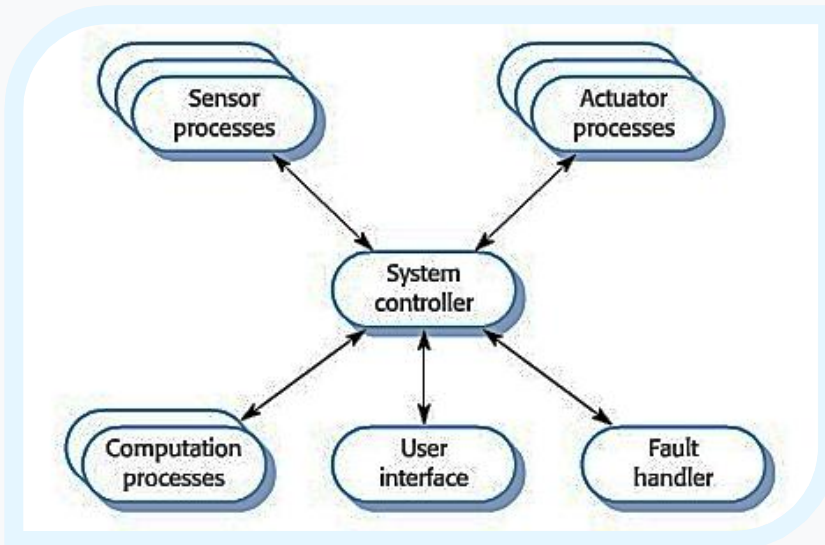 Sensor
processes
Actuator
processes
System
controller
Computation
processes
User
interface
Fault
handler